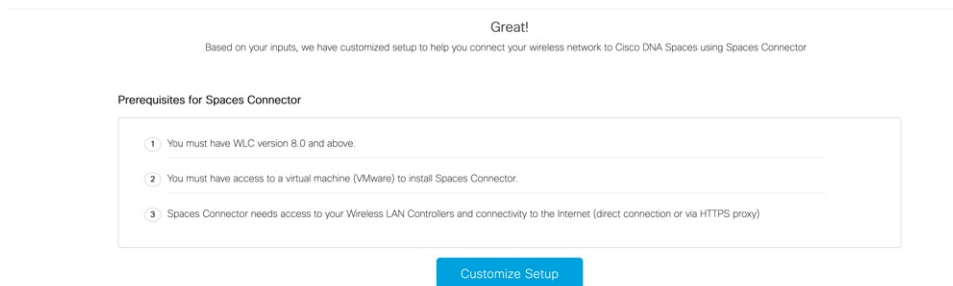 Great!
Based on your inputs, we have customized setup to help you connect your wireless network to Cisco DNA Spaces using Spaces Connector
Prerequisites for Spaces Connector
1 You must have WLC version 8.0 and above.
2 You must have access to a virtual machine (VMware) to install Spaces Connector.
3 Spaces Connector needs access to your Wireless LAN Controllers and connectivity to the Internet (direct connection or via HTTPS proxy)
Customize Setup